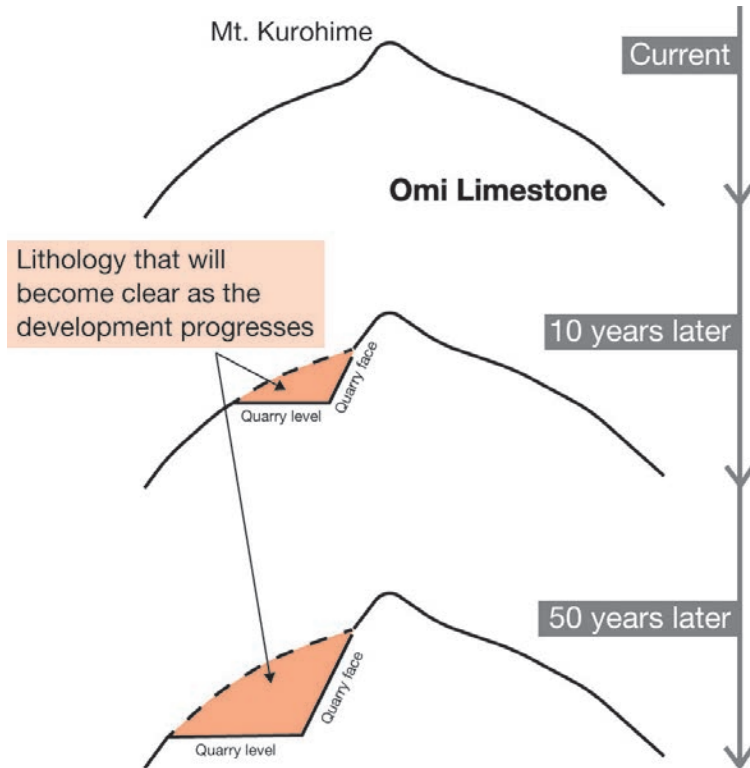 Mt. Kurohime
Current
Omi Limestone
Lithology that will
become clear as the
development progresses
10 years later
Quarry face
Quarry level
50 years later
Quarry face
Quarry level